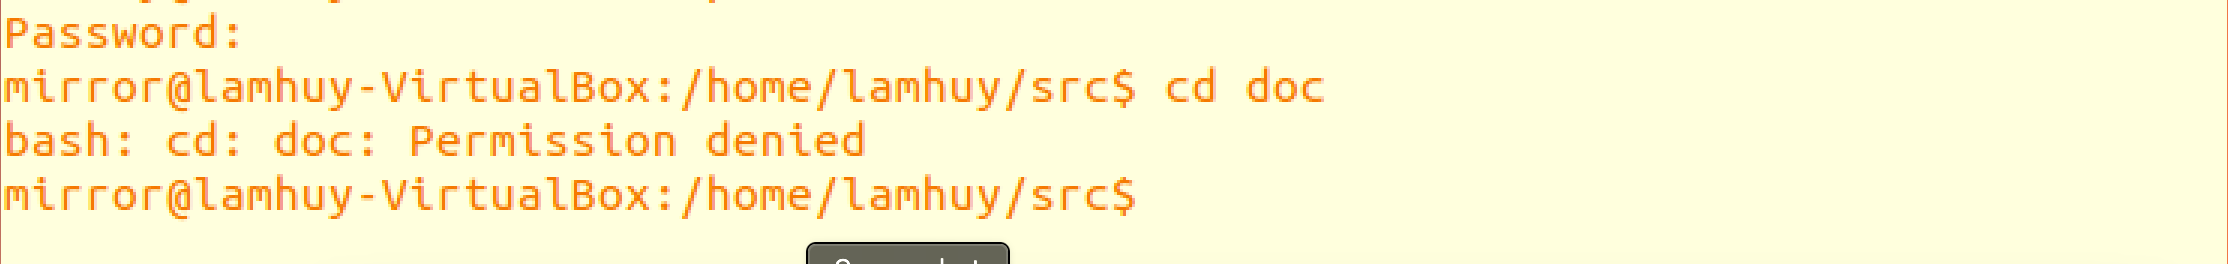 Password:
mirror@lamhuy-VirtualBox:/home/lamhuy/src$ cd doc
bash: cd: doc: Permission denied
mirror@lamhuy-VirtualBox:/home/lamhuy/src$